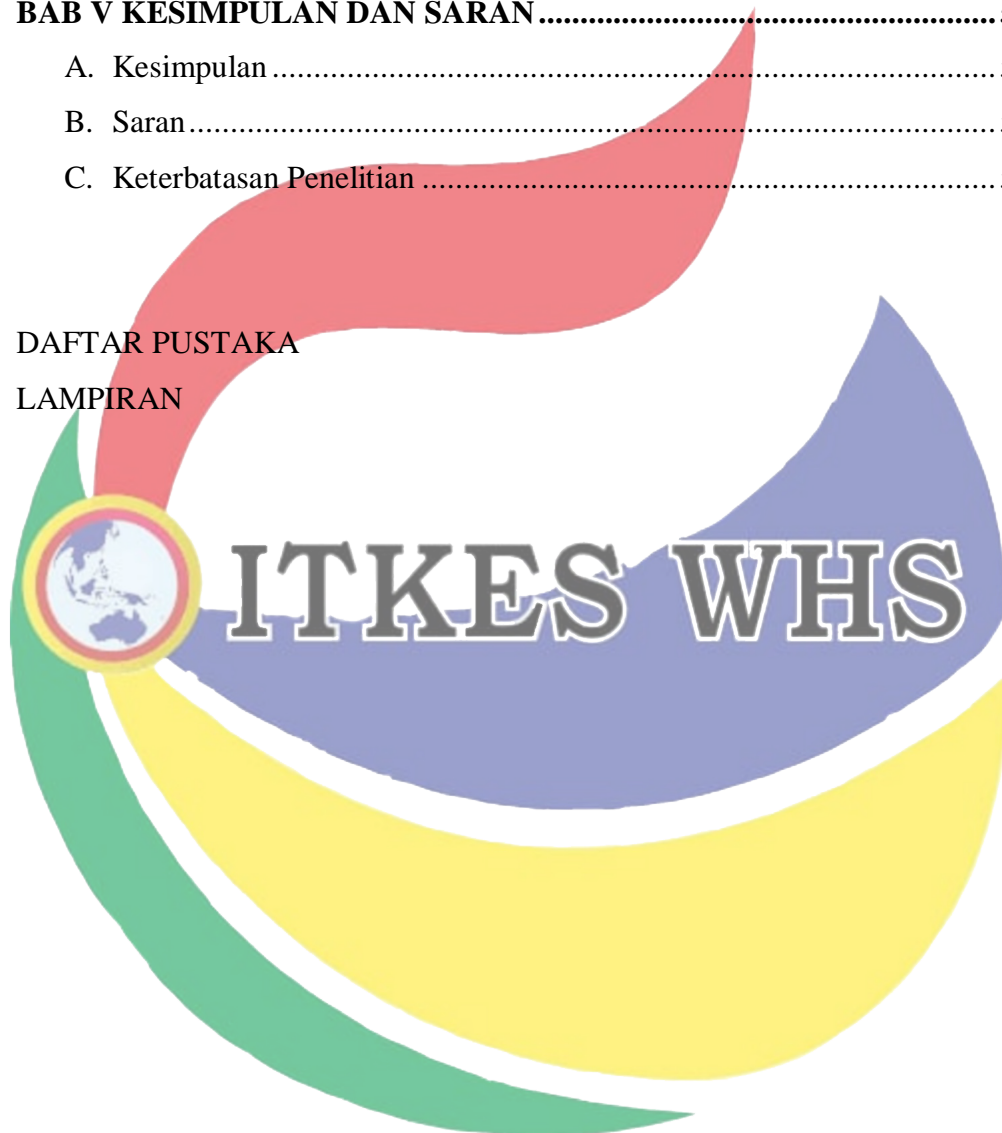 BAB V KESIMPULAN DAN SARAN ........................................................
A. Kesimpulan ........................................................................................
B. Saran ..................................................................................................
C. Keterbatasan Penelitian ......................................................................
DAFTAR PUSTAKA
LAMPIRAN
ITKES WHS